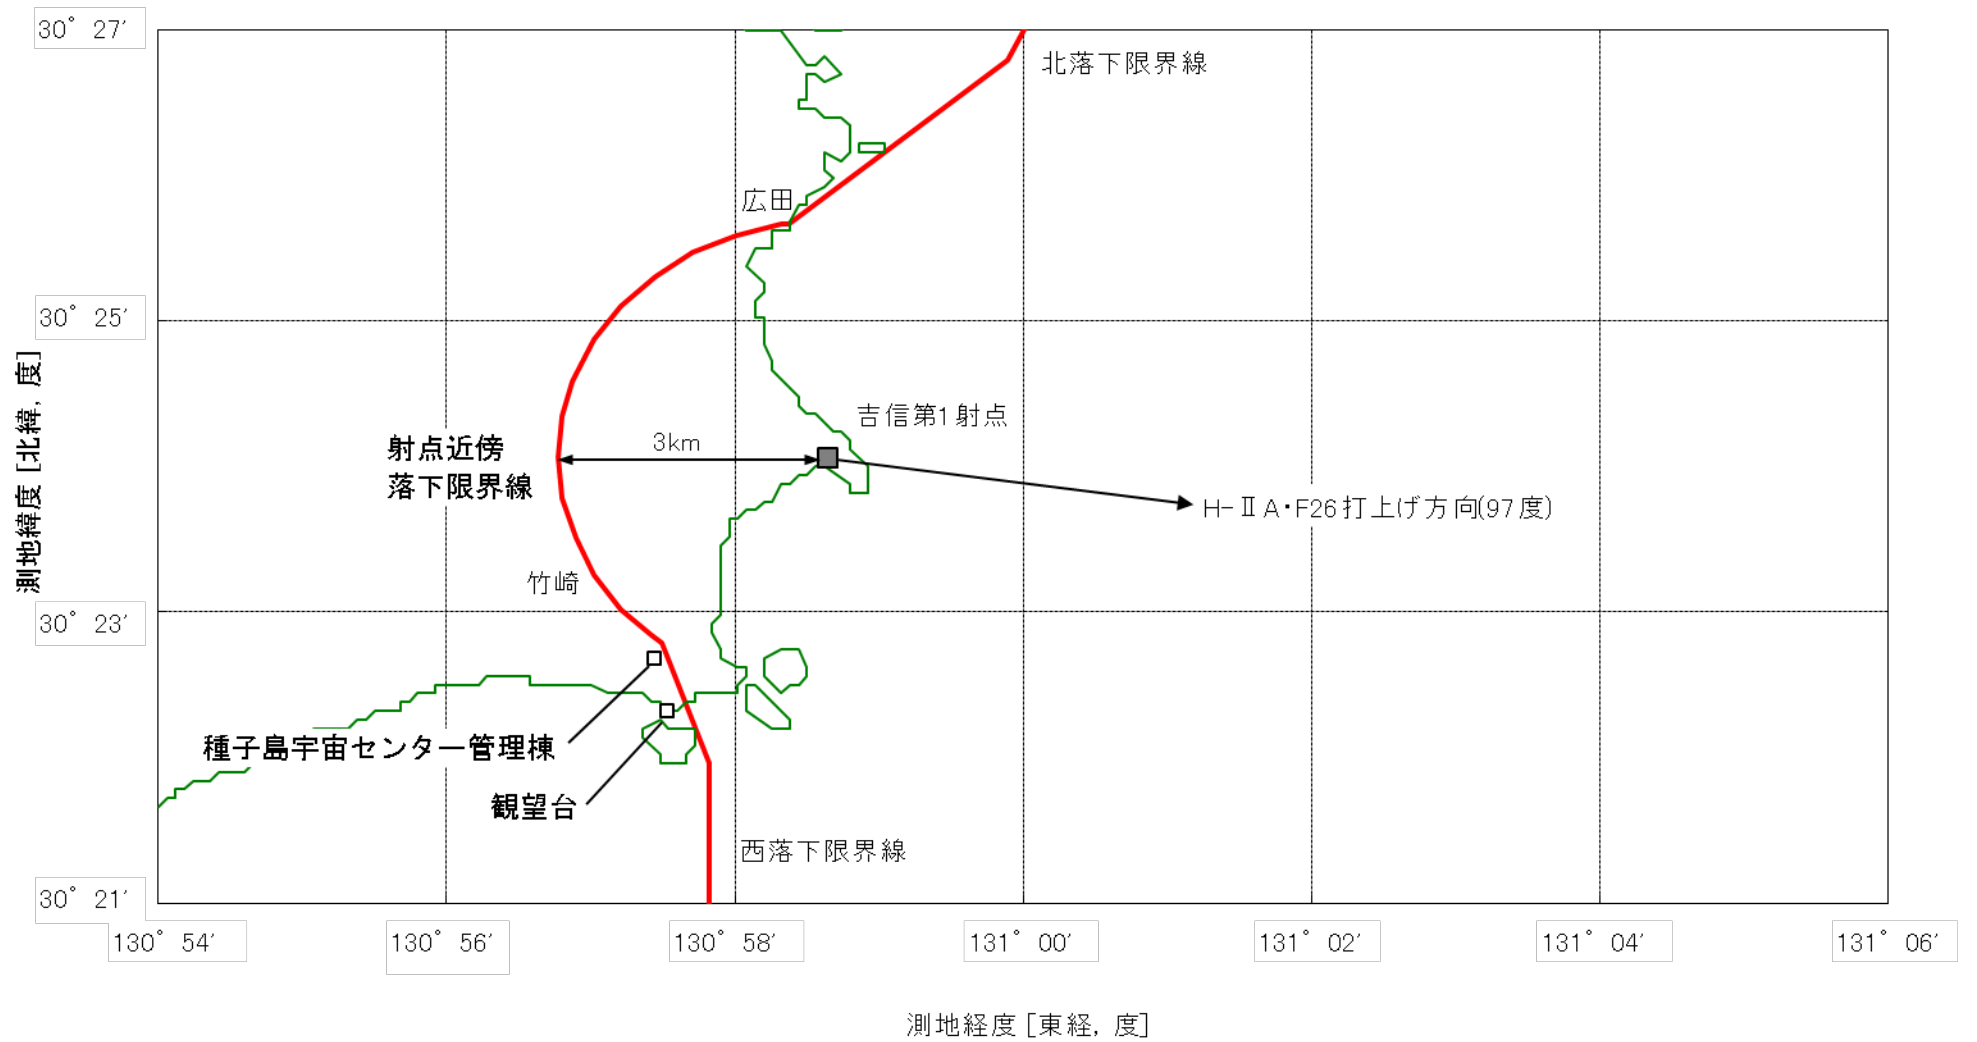 30° 27′
北落下限界線
広田
30° 25′
測地緯度 [北緯, 度]
吉信第1射点
射点近傍
落下限界線
3km
H-ⅡA・F26打上げ方向(97度)
竹崎
30° 23′
種子島宇宙センター管理棟
観望台
西落下限界線
30° 21′
130° 54′
130° 56′
130° 58′
131° 00′
131° 02′
131° 04′
131° 06′
測地経度 [東経, 度]